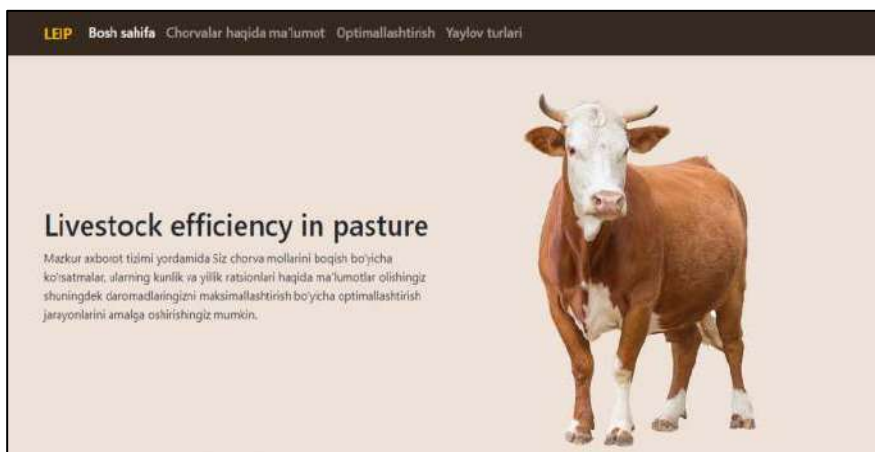 LEIP Bosh sahifa Chorvalar haqida ma'lumot Optimallashtirish Yaylov turlari
Livestock efficiency in pasture
Mazkur axborot tizimi yordamida Siz chorva mollarini boqish bo'yicha
ko'rsatmalar, ularning kunlik va yillik ratsionlari haqida ma'lumotlar olishingiz
shuningdek daromadlaringizni maksimallashtirish bo'yicha optimallashtirish
jarayonlarini amalga oshirishingiz mumkin.